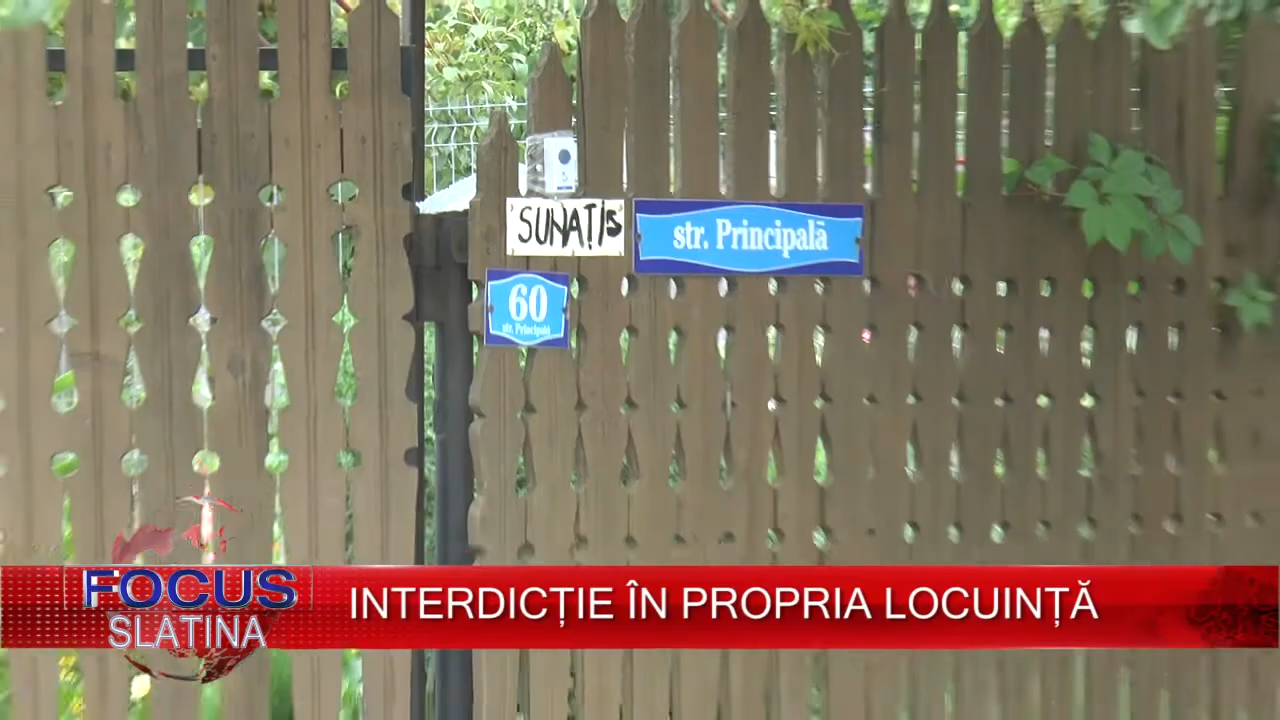 SUNAȚI
str. Principală
60
str. Principală
FOCUS
SLATINA
INTERDICȚIE ÎN PROPRIA LOCUINȚĂ